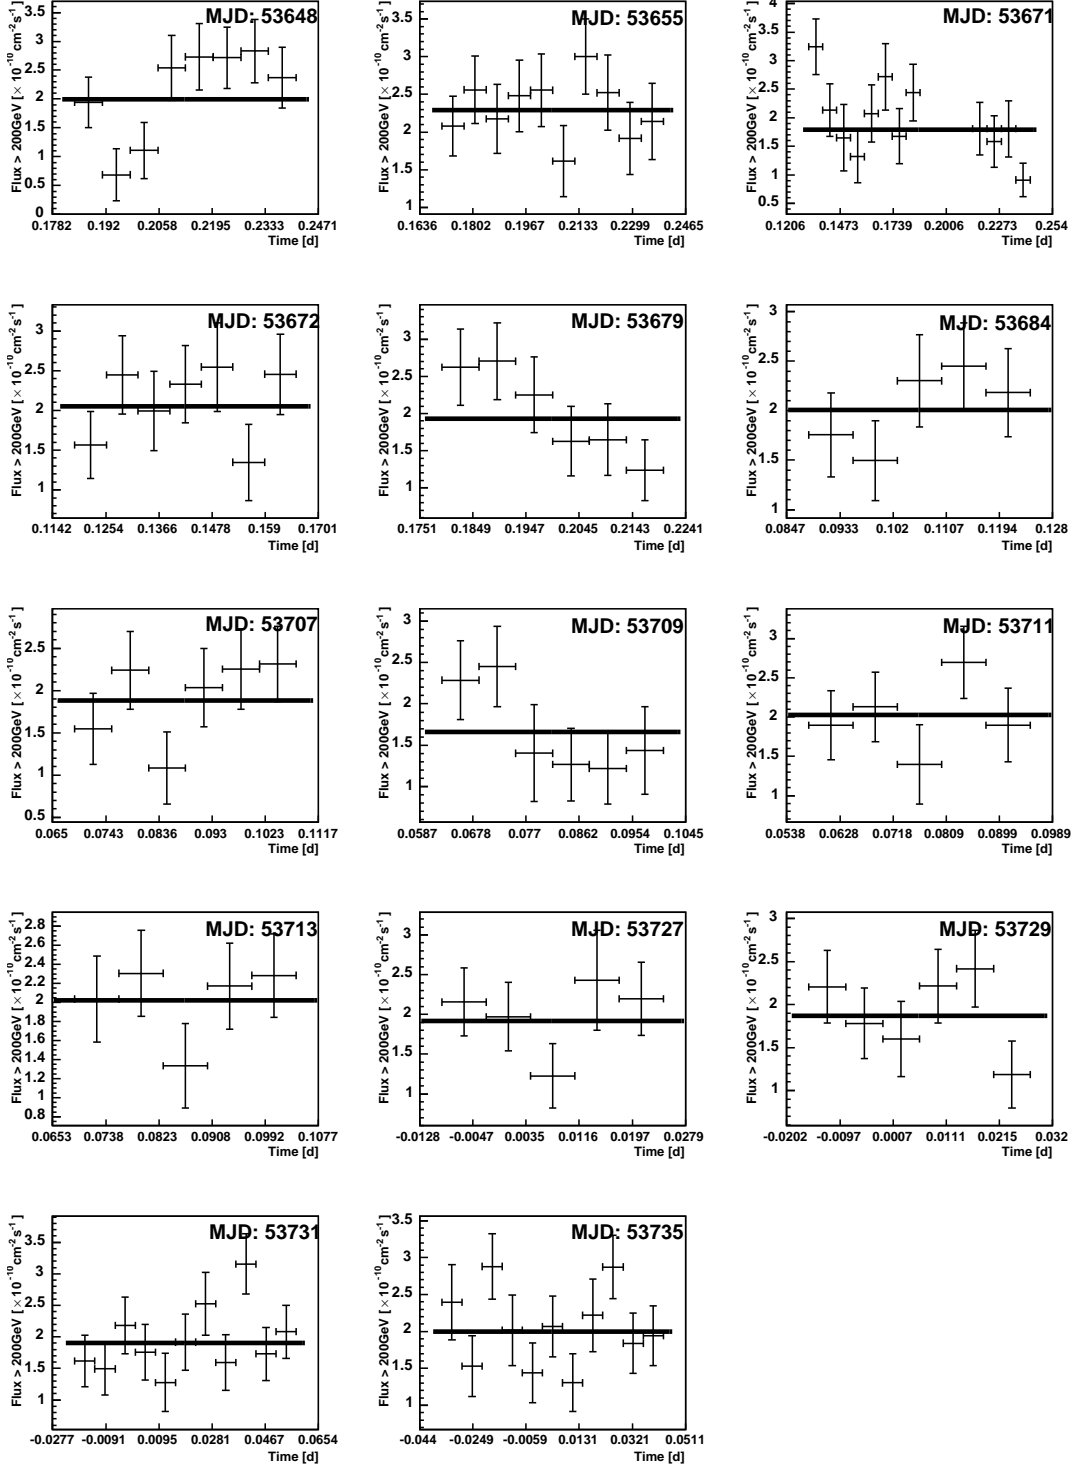 MJD: 53648
Flux > 200GeV [ ×10^-10 cm^-2 s^-1 ]
3.5
3
2.5
2
1.5
1
0.5
0
0.1782 0.192 0.2058 0.2195 0.2333 0.2471
Time [d]
MJD: 53655
Flux > 200GeV [ ×10^-10 cm^-2 s^-1 ]
3.5
3
2.5
2
1.5
1
0.1636 0.1802 0.1967 0.2133 0.2299 0.2465
Time [d]
MJD: 53671
Flux > 200GeV [ ×10^-10 cm^-2 s^-1 ]
4
3.5
3
2.5
2
1.5
1
0.5
0.1206 0.1473 0.1739 0.2006 0.2273 0.254
Time [d]
MJD: 53672
Flux > 200GeV [ ×10^-10 cm^-2 s^-1 ]
3
2.5
2
1.5
1
0.1142 0.1254 0.1366 0.1478 0.159 0.1701
Time [d]
MJD: 53679
Flux > 200GeV [ ×10^-10 cm^-2 s^-1 ]
3
2.5
2
1.5
1
0.1751 0.1849 0.1947 0.2045 0.2143 0.2241
Time [d]
MJD: 53684
Flux > 200GeV [ ×10^-10 cm^-2 s^-1 ]
3
2.5
2
1.5
1
0.0847 0.0933 0.102 0.1107 0.1194 0.128
Time [d]
MJD: 53707
Flux > 200GeV [ ×10^-10 cm^-2 s^-1 ]
2.5
2
1.5
1
0.5
0.065 0.0743 0.0836 0.093 0.1023 0.1117
Time [d]
MJD: 53709
Flux > 200GeV [ ×10^-10 cm^-2 s^-1 ]
3
2.5
2
1.5
1
0.0587 0.0678 0.077 0.0862 0.0954 0.1045
Time [d]
MJD: 53711
Flux > 200GeV [ ×10^-10 cm^-2 s^-1 ]
3
2.5
2
1.5
1
0.0538 0.0628 0.0718 0.0809 0.0899 0.0989
Time [d]
MJD: 53713
Flux > 200GeV [ ×10^-10 cm^-2 s^-1 ]
2.8
2.6
2.4
2.2
2
1.8
1.6
1.4
1.2
1
0.8
0.0653 0.0738 0.0823 0.0908 0.0992 0.1077
Time [d]
MJD: 53727
Flux > 200GeV [ ×10^-10 cm^-2 s^-1 ]
3
2.5
2
1.5
1
-0.0128 -0.0047 0.0035 0.0116 0.0197 0.0279
Time [d]
MJD: 53729
Flux > 200GeV [ ×10^-10 cm^-2 s^-1 ]
3
2.5
2
1.5
1
-0.0202 -0.0097 0.0007 0.0111 0.0215 0.032
Time [d]
MJD: 53731
Flux > 200GeV [ ×10^-10 cm^-2 s^-1 ]
3.5
3
2.5
2
1.5
1
-0.0277 -0.0091 0.0095 0.0281 0.0467 0.0654
Time [d]
MJD: 53735
Flux > 200GeV [ ×10^-10 cm^-2 s^-1 ]
3.5
3
2.5
2
1.5
1
-0.044 -0.0249 -0.0059 0.0131 0.0321 0.0511
Time [d]